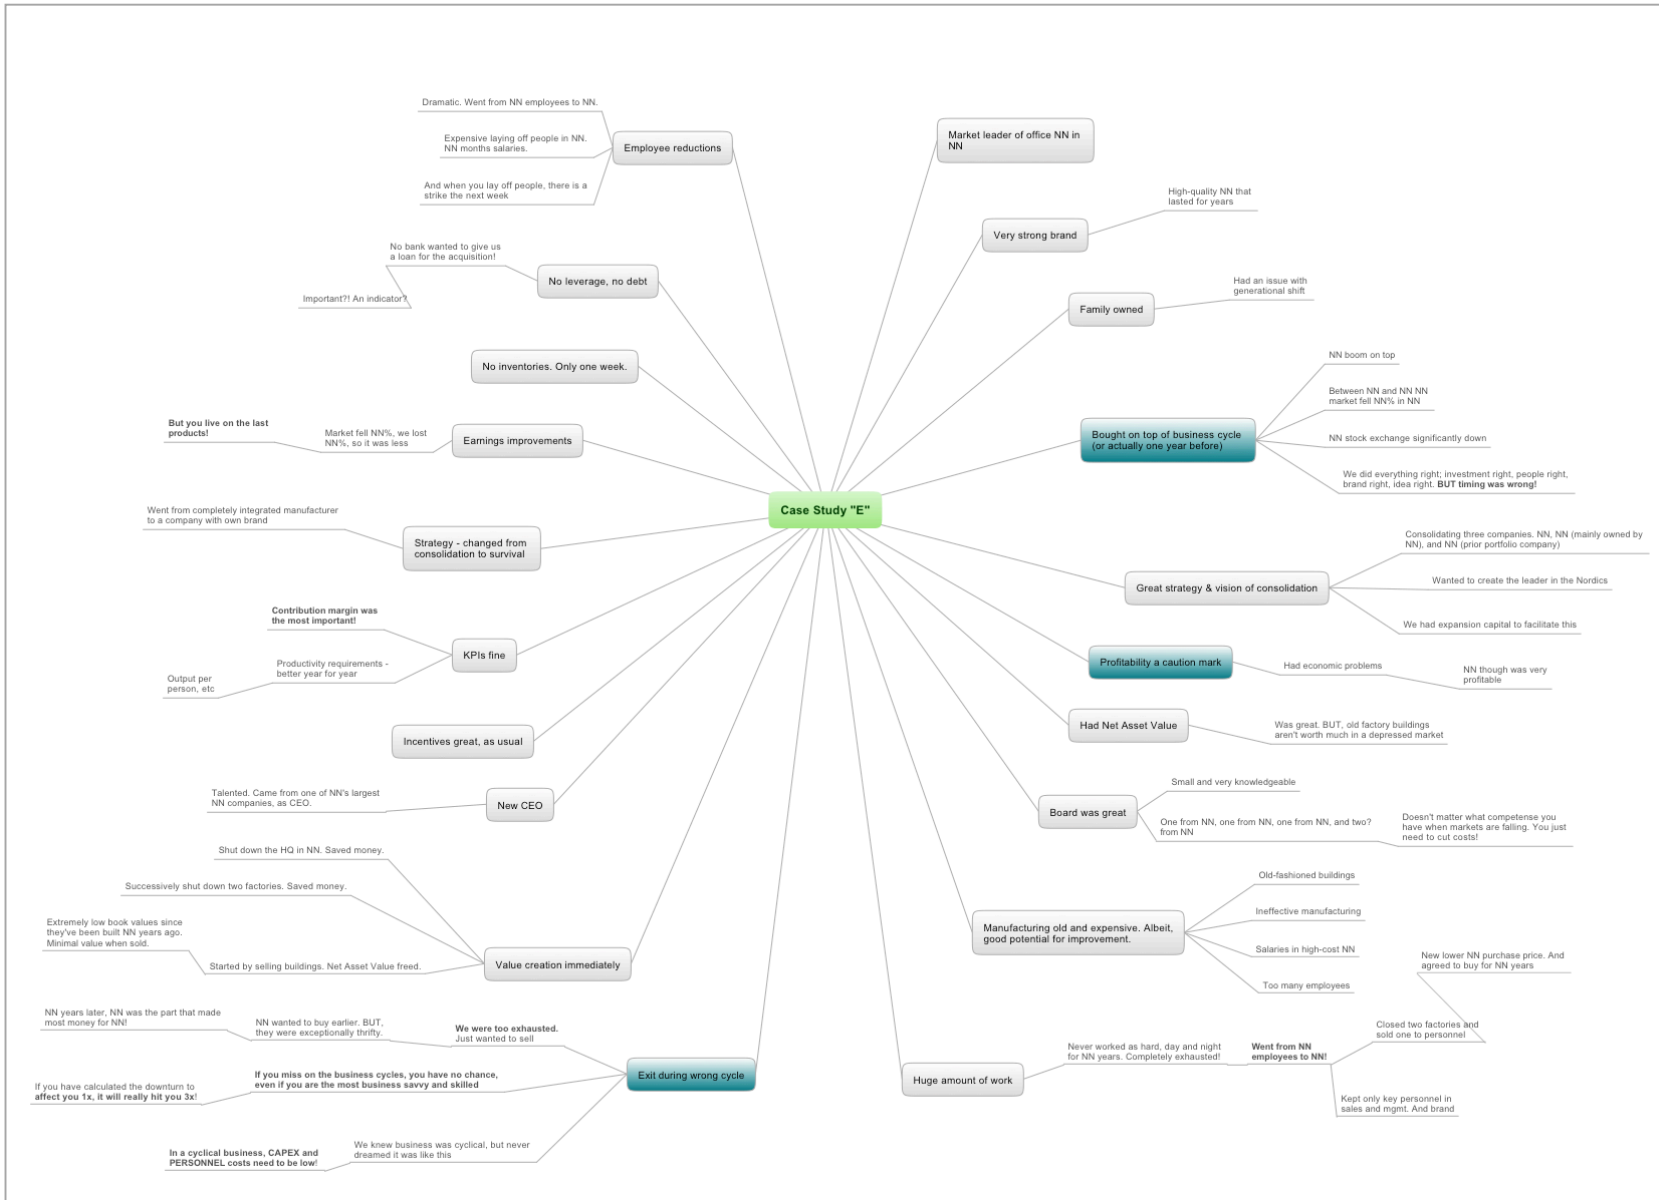 Case Study "E"
Market leader of office NN in
NN
Very strong brand
High-quality NN that
lasted for years
Family owned
Had an issue with
generational shift
Bought on top of business cycle
(or actually one year before)
NN boom on top
Between NN and NN NN
market fell NN% in NN
NN stock exchange significantly down
We did everything right; investment right, people right,
brand right, idea right. BUT timing was wrong!
Great strategy & vision of consolidation
Consolidating three companies. NN, NN (mainly owned by
NN), and NN (prior portfolio company)
Wanted to create the leader in the Nordics
We had expansion capital to facilitate this
Profitability a caution mark
Had economic problems
NN though was very
profitable
Had Net Asset Value
Was great. BUT, old factory buildings
aren't worth much in a depressed market
Board was great
Small and very knowledgeable
One from NN, one from NN, one from NN, and two?
from NN
Doesn't matter what competense you
have when markets are falling. You just
need to cut costs!
Manufacturing old and expensive. Albeit,
good potential for improvement.
Old-fashioned buildings
Ineffective manufacturing
Salaries in high-cost NN
Too many employees
Huge amount of work
Never worked as hard, day and night
for NN years. Completely exhausted!
Went from NN
employees to NN!
Closed two factories and
sold one to personnel
New lower NN purchase price. And
agreed to buy for NN years
Kept only key personnel in
sales and mgmt. And brand
Employee reductions
Dramatic. Went from NN employees to NN.
Expensive laying off people in NN.
NN months salaries.
And when you lay off people, there is a
strike the next week
No leverage, no debt
No bank wanted to give us
a loan for the acquisition!
Important?! An indicator?
No inventories. Only one week.
Earnings improvements
Market fell NN%, we lost
NN%, so it was less
But you live on the last
products!
Strategy - changed from
consolidation to survival
Went from completely integrated manufacturer
to a company with own brand
KPIs fine
Contribution margin was
the most important!
Productivity requirements -
better year for year
Output per
person, etc
Incentives great, as usual
New CEO
Talented. Came from one of NN's largest
NN companies, as CEO.
Value creation immediately
Shut down the HQ in NN. Saved money.
Successively shut down two factories. Saved money.
Started by selling buildings. Net Asset Value freed.
Extremely low book values since
they've been built NN years ago.
Minimal value when sold.
Exit during wrong cycle
We were too exhausted.
Just wanted to sell
NN wanted to buy earlier. BUT,
they were exceptionally thrifty.
NN years later, NN was the part that made
most money for NN!
If you miss on the business cycles, you have no chance,
even if you are the most business savvy and skilled
If you have calculated the downturn to
affect you 1x, it will really hit you 3x!
We knew business was cyclical, but never
dreamed it was like this
In a cyclical business, CAPEX and
PERSONNEL costs need to be low!